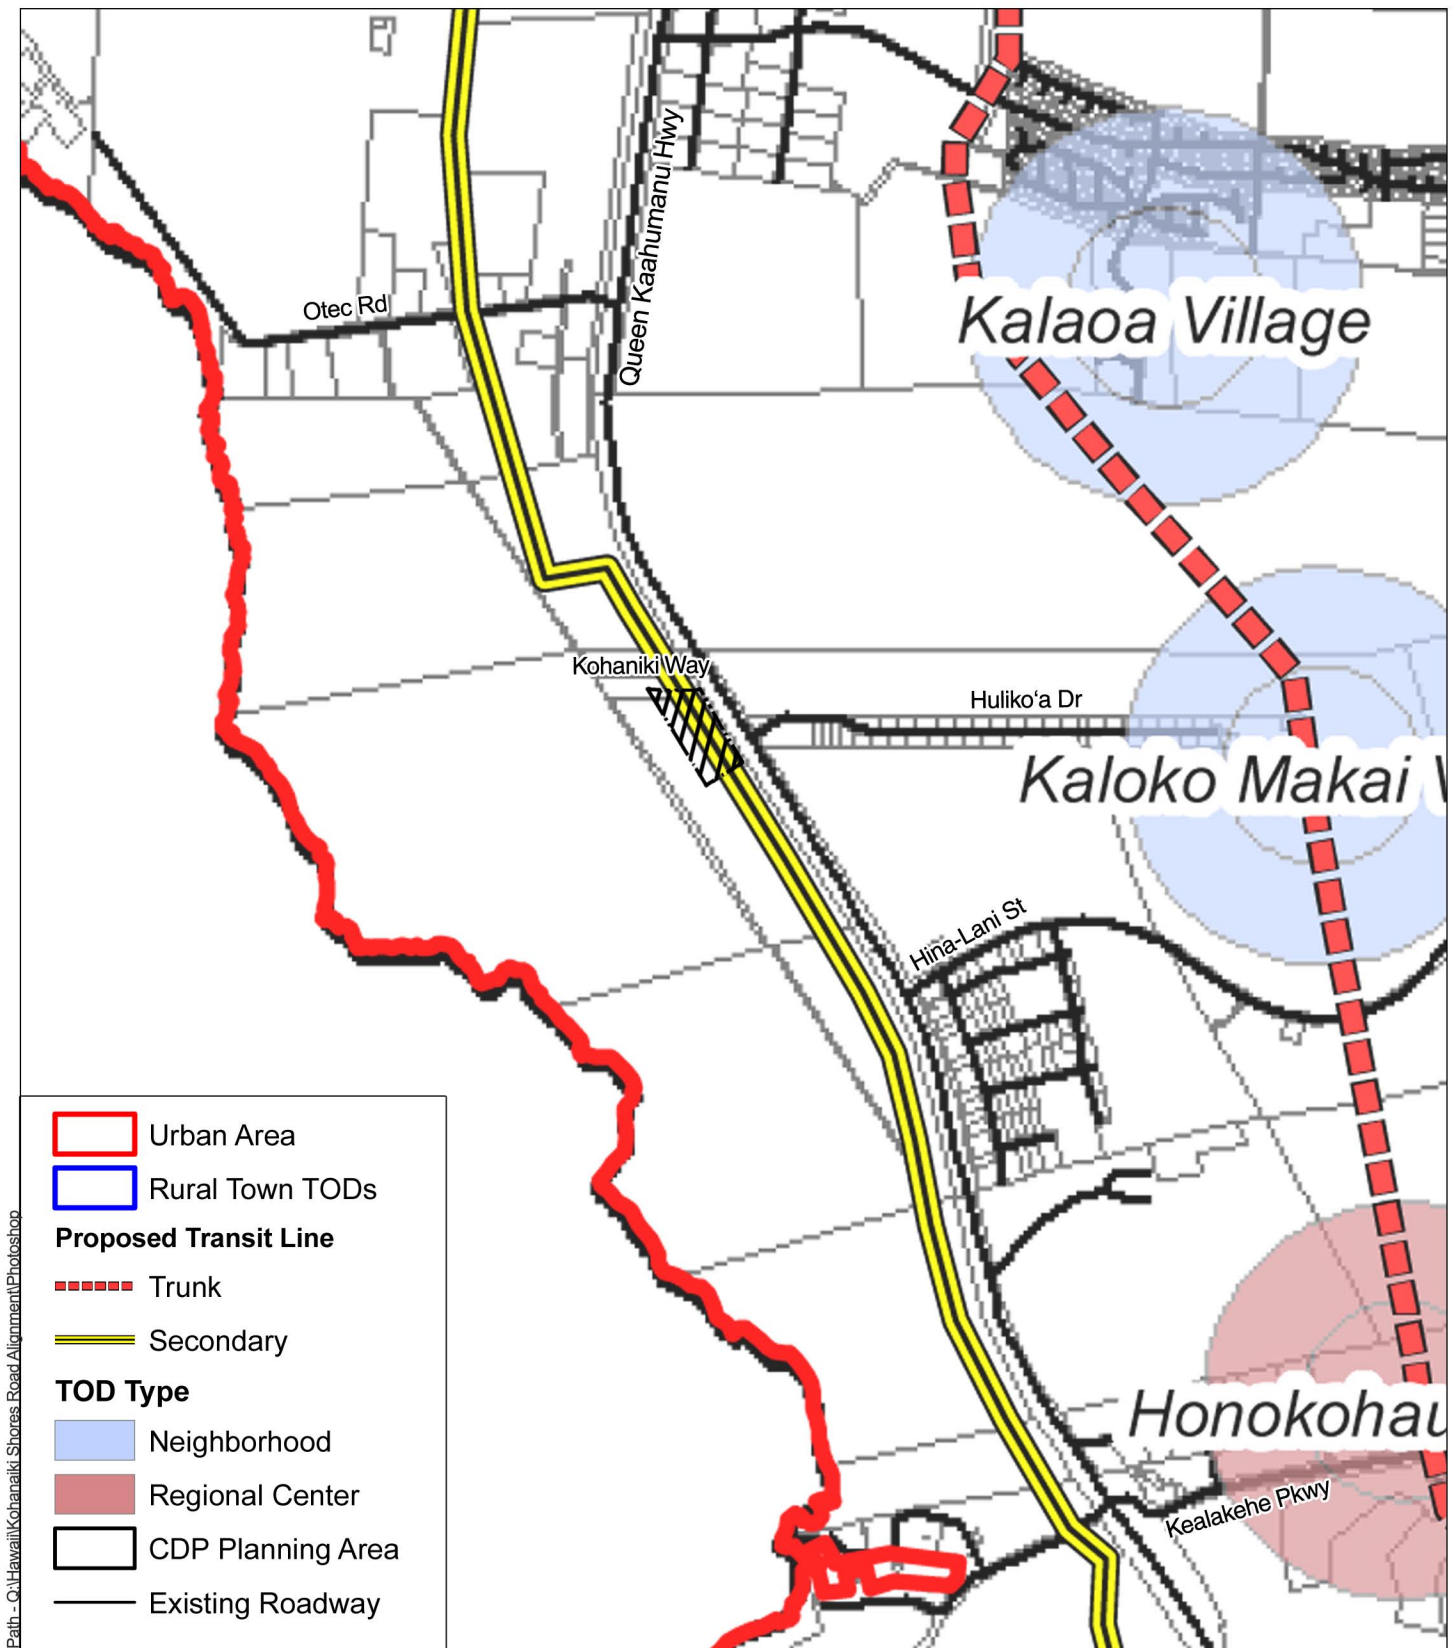 Queen Kaahumanu Hwy
Otec Rd
Kalaoa Village
Kohaniki Way
Huliko‘a Dr
Kaloko Makai V
Hina-Lani St
Honokohau
Kealakehe Pkwy
Urban Area
Rural Town TODs
Proposed Transit Line
Trunk
Secondary
TOD Type
Neighborhood
Regional Center
CDP Planning Area
Existing Roadway
Path - Q:\Hawaii\Kohanaiki Shores Road Alignment\Photoshop